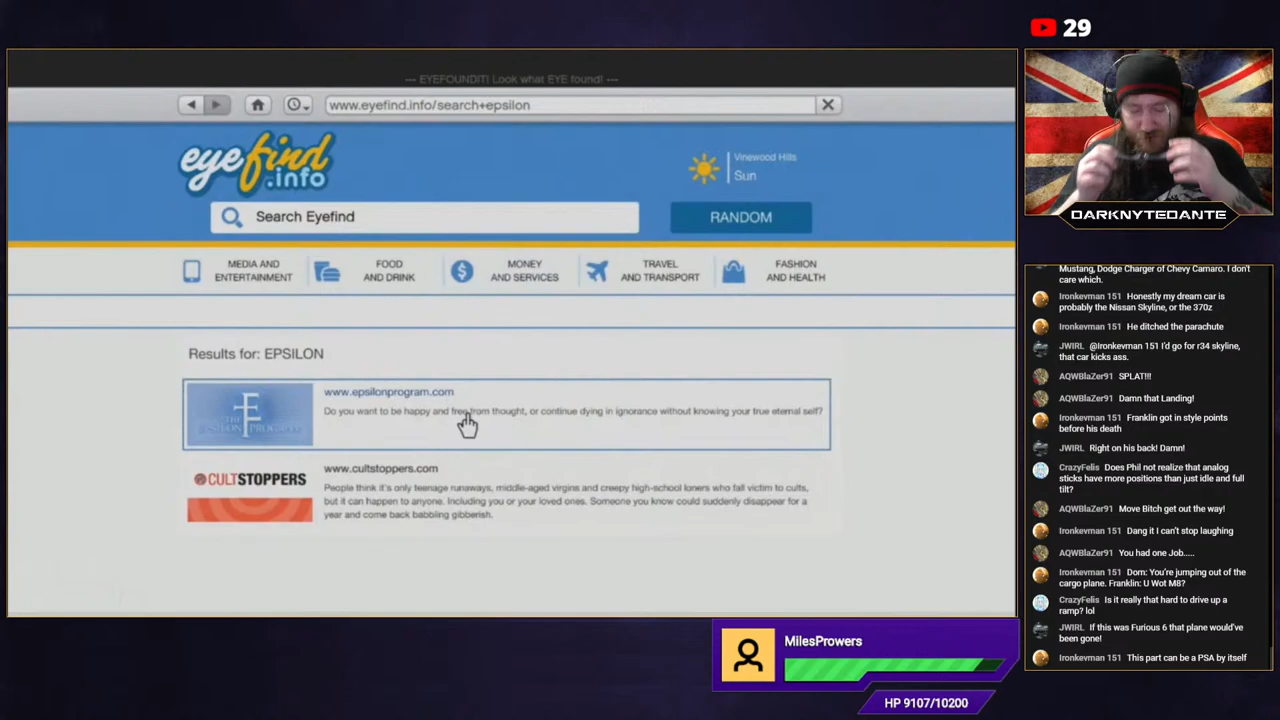 29
--- EYEFOUNDIT! Look what EYE found! ---
www.eyefind.info/search+epsilon
eyefind.info
Vinewood Hills
Sun
Search Eyefind
RANDOM
MEDIA AND ENTERTAINMENT
FOOD AND DRINK
MONEY AND SERVICES
TRAVEL AND TRANSPORT
FASHION AND HEALTH
Results for: EPSILON
www.epsilonprogram.com
Do you want to be happy and free from thought, or continue dying in ignorance without knowing your true eternal self?
THE EPSILON PROGRAM
www.cultstoppers.com
CULTSTOPPERS
People think it's only teenage runaways, middle-aged virgins and creepy high-school loners who fall victim to cults,
but it can happen to anyone. Including you or your loved ones. Someone you know could suddenly disappear for a
year and come back babbling gibberish.
DARKNYTEDANTE
Mustang, Dodge Charger of Chevy Camaro. I don't
care which.
Ironkevman 151 Honestly my dream car is
probably the Nissan Skyline, or the 370z
Ironkevman 151 He ditched the parachute
JWIRL @Ironkevman 151 I'd go for r34 skyline,
that car kicks ass.
AQWBlaZer91 SPLAT!!!
AQWBlaZer91 Damn that Landing!
Ironkevman 151 Franklin got in style points
before his death
JWIRL Right on his back! Damn!
CrazyFelis Does Phil not realize that analog
sticks have more positions than just idle and full
tilt?
AQWBlaZer91 Move Bitch get out the way!
Ironkevman 151 Dang it I can't stop laughing
AQWBlaZer91 You had one Job.....
Ironkevman 151 Dom: You're jumping out of the
cargo plane. Franklin: U Wot M8?
CrazyFelis Is it really that hard to drive up a
ramp? lol
JWIRL If this was Furious 6 that plane would've
been gone!
Ironkevman 151 This part can be a PSA by itself
MilesProwers
HP 9107/10200